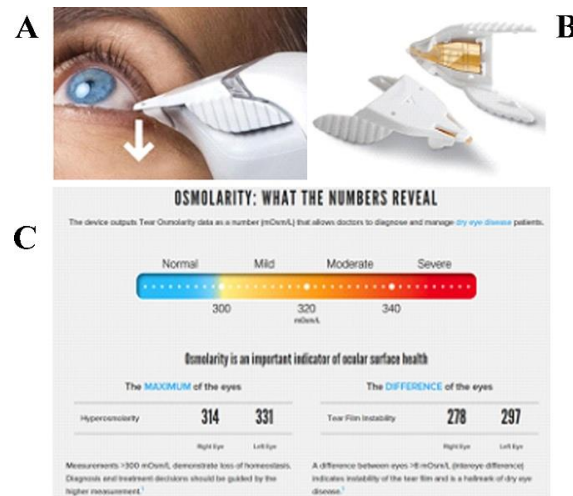 A
B
C
OSMOLARITY: WHAT THE NUMBERS REVEAL
The device outputs Tear Osmolarity data as a number (mOsm/L) that allows doctors to diagnose and manage dry eye disease patients.
Normal Mild Moderate Severe
300 320 340
mOsm/L
Osmolarity is an important indicator of ocular surface health
The MAXIMUM of the eyes
Hyperosmolarity 314 331
Right Eye Left Eye
Measurements >300 mOsm/L demonstrate loss of homeostasis.
Diagnosis and treatment decisions should be guided by the
higher measurement.1
The DIFFERENCE of the eyes
Tear Film Instability 278 297
Right Eye Left Eye
A difference between eyes >8 mOsm/L (intereye difference)
indicates instability of the tear film and is a hallmark of dry eye
disease.1